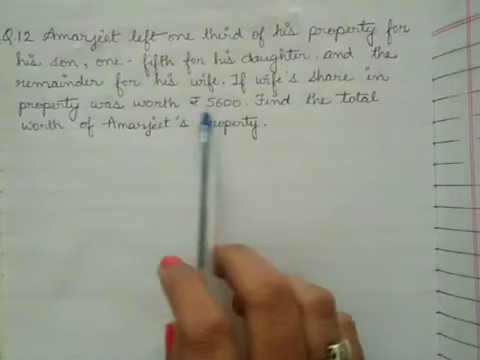 Q.12 Amarjeet left one third of his property for
his son, one-fifth for his daughter. and the
remainder for his wife. If wife's share in
property was worth ₹ 5600. Find the total
worth of Amarjeet's property.